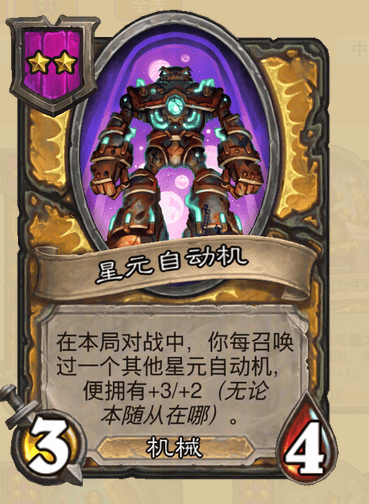 星元自动机
在本局对战中，你每召唤
过一个其他星元自动机，
便拥有+3/+2（无论
本随从在哪）。
3
机械
4